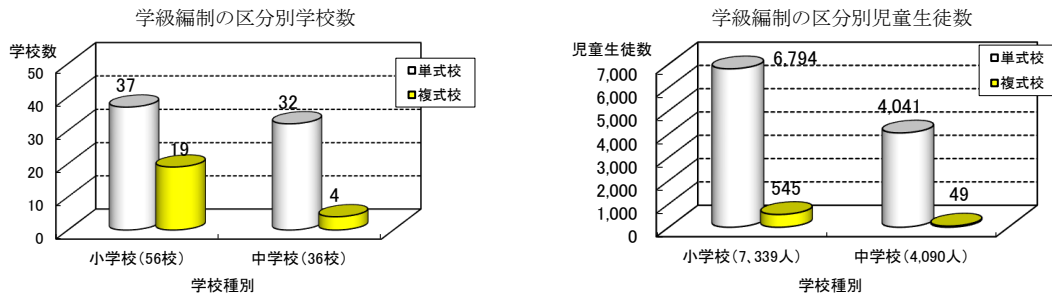 学級編制の区分別学校数
学校数
50
40
30
20
10
0
37
19
32
4
単式校
複式校
小学校(56校)
中学校(36校)
学校種別
学級編制の区分別児童生徒数
児童生徒数
7,000
6,000
5,000
4,000
3,000
2,000
1,000
0
6,794
545
4,041
49
単式校
複式校
小学校(7,339人)
中学校(4,090人)
学校種別